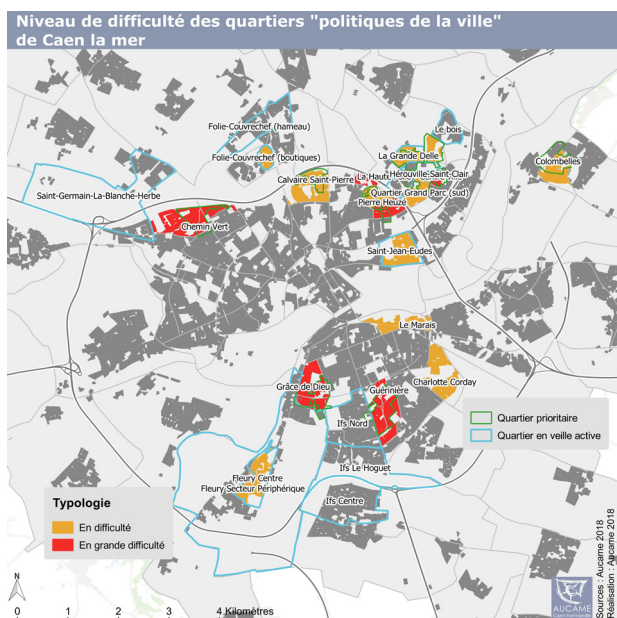 Niveau de difficulté des quartiers "politiques de la ville"
de Caen la mer
Le bois
Folie-Couvrechef (hameau)
La Grande Delle
Folie-Couvrechef (boutiques)
Colombelles
Calvaire Saint-Pierre
La Haut
Hérouville-Saint-Clair
Saint-Germain-La-Blanche-Herbe
Quartier Grand Parc (sud)
Pierre Heuzé
Chemin Vert
Saint-Jean-Eudes
Le Marais
Charlotte Corday
Grâce de Dieu
Guérinière
Ifs Nord
Quartier prioritaire
Quartier en veille active
Ifs Le Hoguet
Fleury Centre
Fleury Secteur Périphérique
Ifs Centre
Typologie
En difficulté
En grande difficulté
N
0 1 2 3 4 Kilomètres
AUCAME
Caen Normandie
Sources : Aucame 2018
Réalisation : Aucame 2018